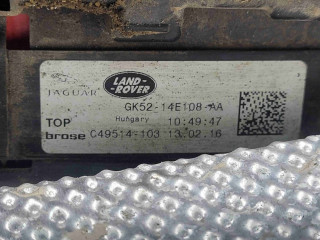 JAGUAR LAND-ROVER
GK52-14E108-AA
Hungary 10:49:47
TOP
brose C49514-103 13.02.16